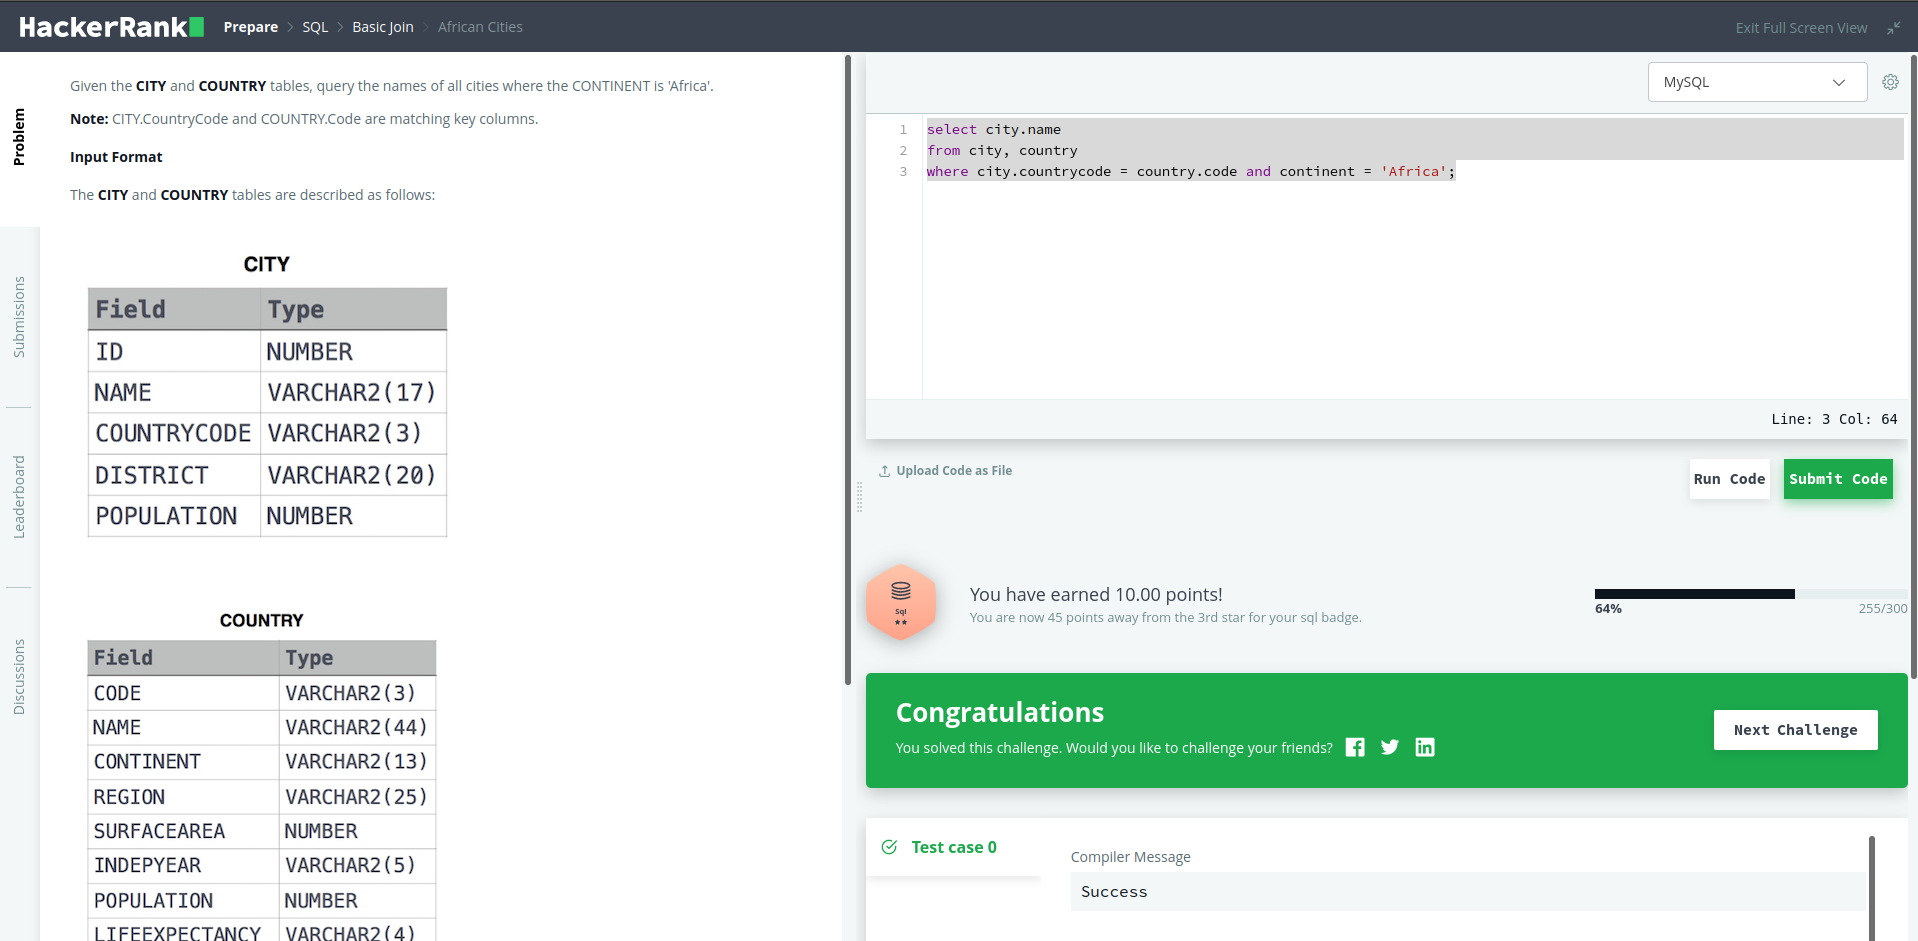 HackerRank
Prepare > SQL > Basic Join > African Cities
Exit Full Screen View
Problem
Submissions
Leaderboard
Discussions
Given the CITY and COUNTRY tables, query the names of all cities where the CONTINENT is 'Africa'.
Note: CITY.CountryCode and COUNTRY.Code are matching key columns.
Input Format
The CITY and COUNTRY tables are described as follows:
CITY
Field Type
ID NUMBER
NAME VARCHAR2(17)
COUNTRYCODE VARCHAR2(3)
DISTRICT VARCHAR2(20)
POPULATION NUMBER
COUNTRY
Field Type
CODE VARCHAR2(3)
NAME VARCHAR2(44)
CONTINENT VARCHAR2(13)
REGION VARCHAR2(25)
SURFACEAREA NUMBER
INDEPYEAR VARCHAR2(5)
POPULATION NUMBER
LIFEEXPECTANCY VARCHAR2(4)
MySQL
1 select city.name
2 from city, country
3 where city.countrycode = country.code and continent = 'Africa';
Line: 3 Col: 64
Upload Code as File
Run Code
Submit Code
Sql
You have earned 10.00 points!
You are now 45 points away from the 3rd star for your sql badge.
64%
255/300
Congratulations
You solved this challenge. Would you like to challenge your friends?
Next Challenge
Test case 0
Compiler Message
Success